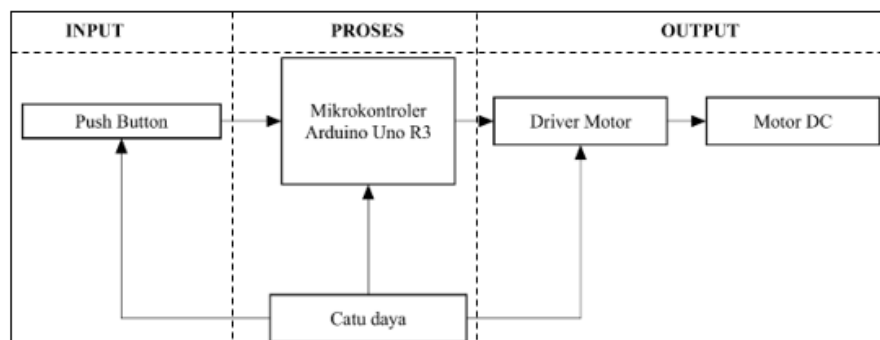 INPUT
PROSES
OUTPUT
Push Button
Mikrokontroler
Arduino Uno R3
Driver Motor
Motor DC
Catu daya